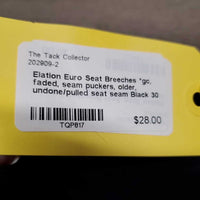 The Tack Collector
202909-2
Elation Euro Seat Breeches *gc,
faded, seam puckers, older,
undone/pulled seat seam Black 30
TQP817
$28.00